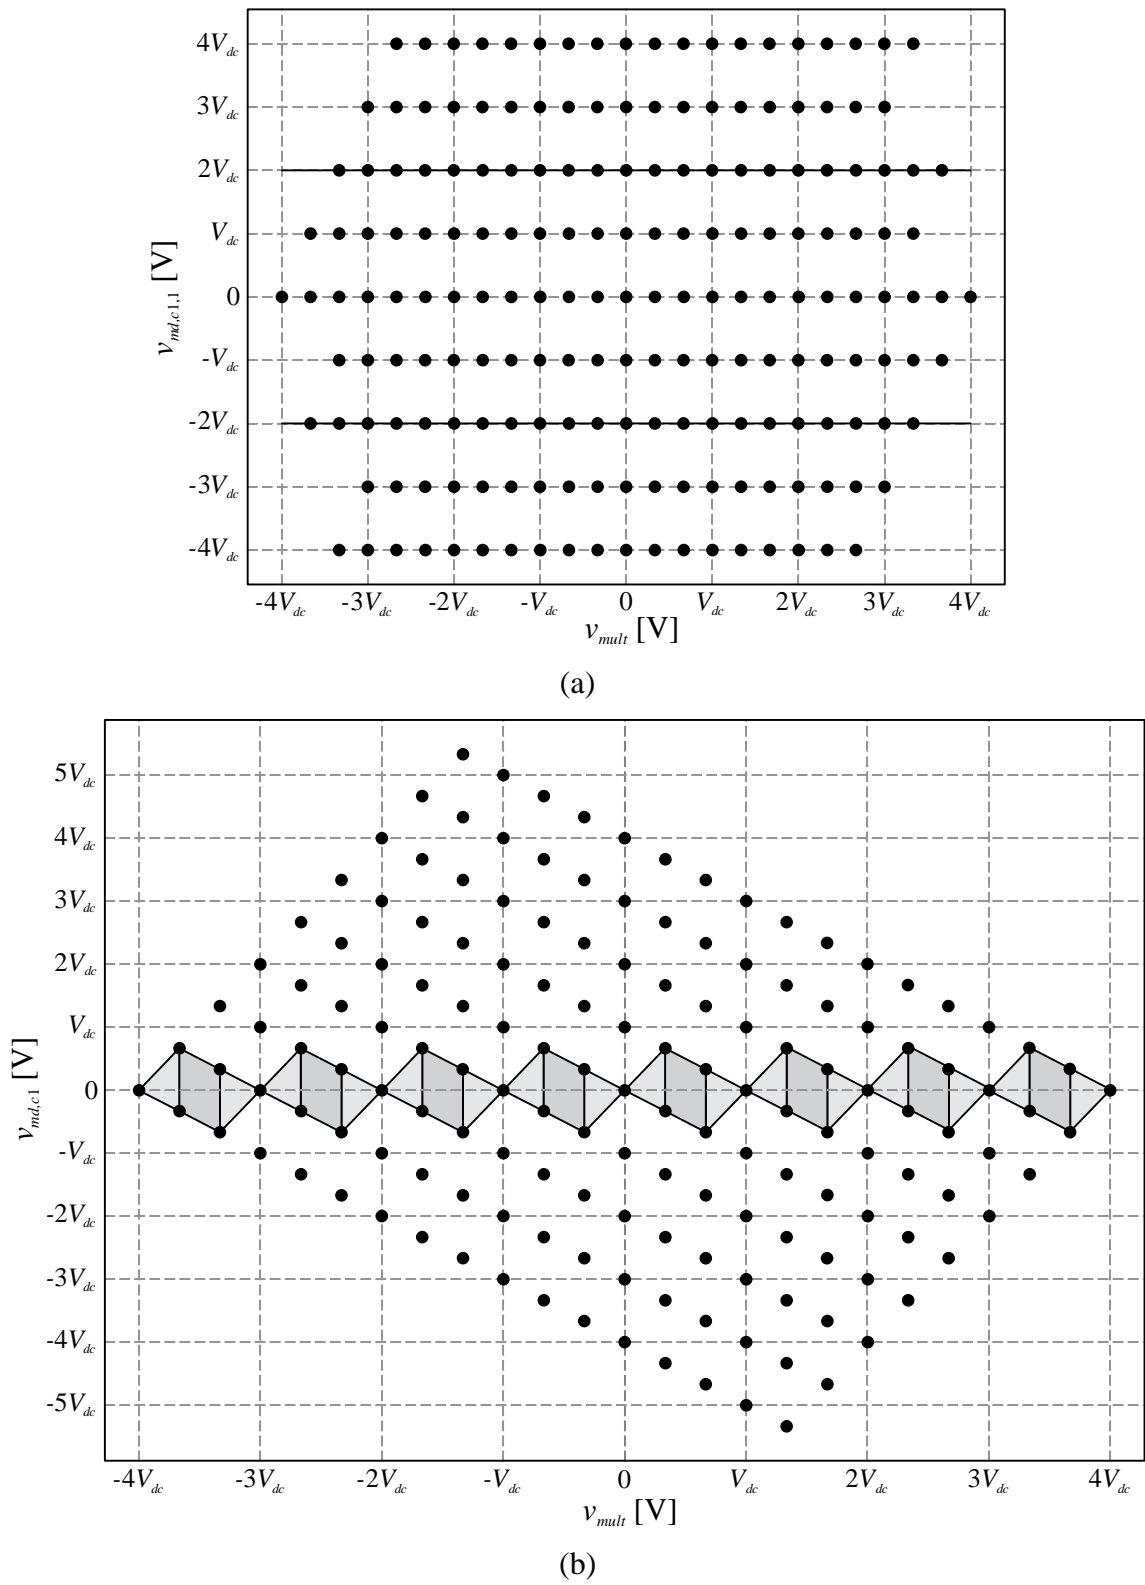 4V_dc
3V_dc
2V_dc
V_dc
0
-V_dc
-2V_dc
-3V_dc
-4V_dc
v_md,c1,1 [V]
-4V_dc -3V_dc -2V_dc -V_dc 0 V_dc 2V_dc 3V_dc 4V_dc
v_mult [V]
(a)
5V_dc
4V_dc
3V_dc
2V_dc
V_dc
0
-V_dc
-2V_dc
-3V_dc
-4V_dc
-5V_dc
v_md,c1 [V]
-4V_dc -3V_dc -2V_dc -V_dc 0 V_dc 2V_dc 3V_dc 4V_dc
v_mult [V]
(b)